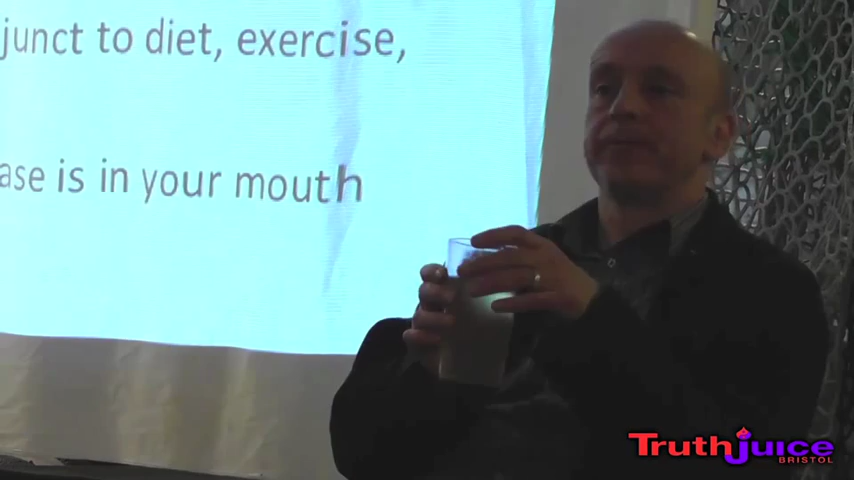 junct to diet, exercise,
ase is in your mouth
Truthjuice
BRISTOL